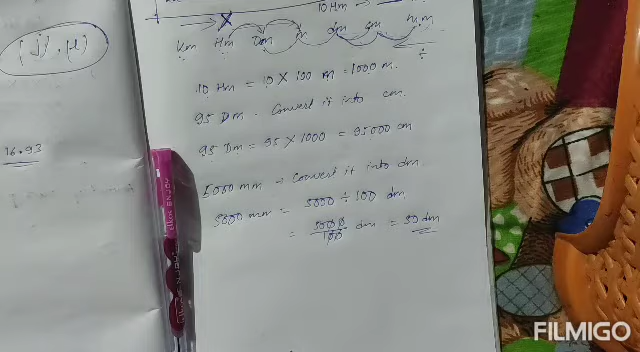 10 Hm →
X
Km Hm Dm m dm cm m.m
÷
10 Hm = 10 X 100 m = 1000 m.
95 Dm - Convert it into cm.
95 Dm = 95 X 1000 = 95000 cm
5000 mm - Convert it into dm.
5000 mm = 5000 ÷ 100 dm
= 5000/100 dm = 50 dm
16.93
FILMIGO